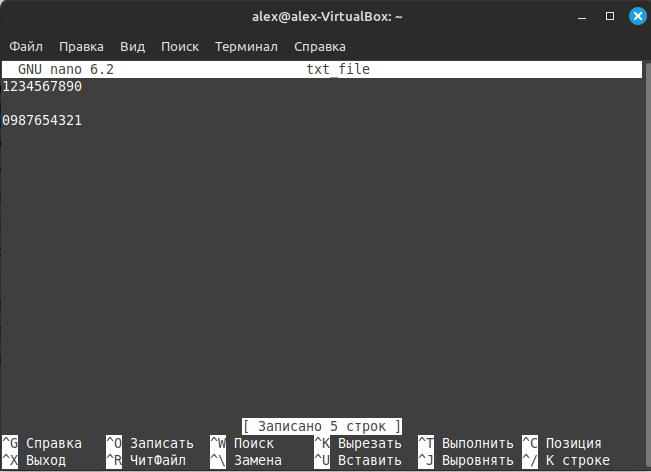 alex@alex-VirtualBox: ~
Файл Правка Вид Поиск Терминал Справка
GNU nano 6.2 txt_file
1234567890
0987654321
[ Записано 5 строк ]
^G Справка ^O Записать ^W Поиск ^K Вырезать ^T Выполнить ^C Позиция
^X Выход ^R ЧитФайл ^\ Замена ^U Вставить ^J Выровнять ^/ К строке